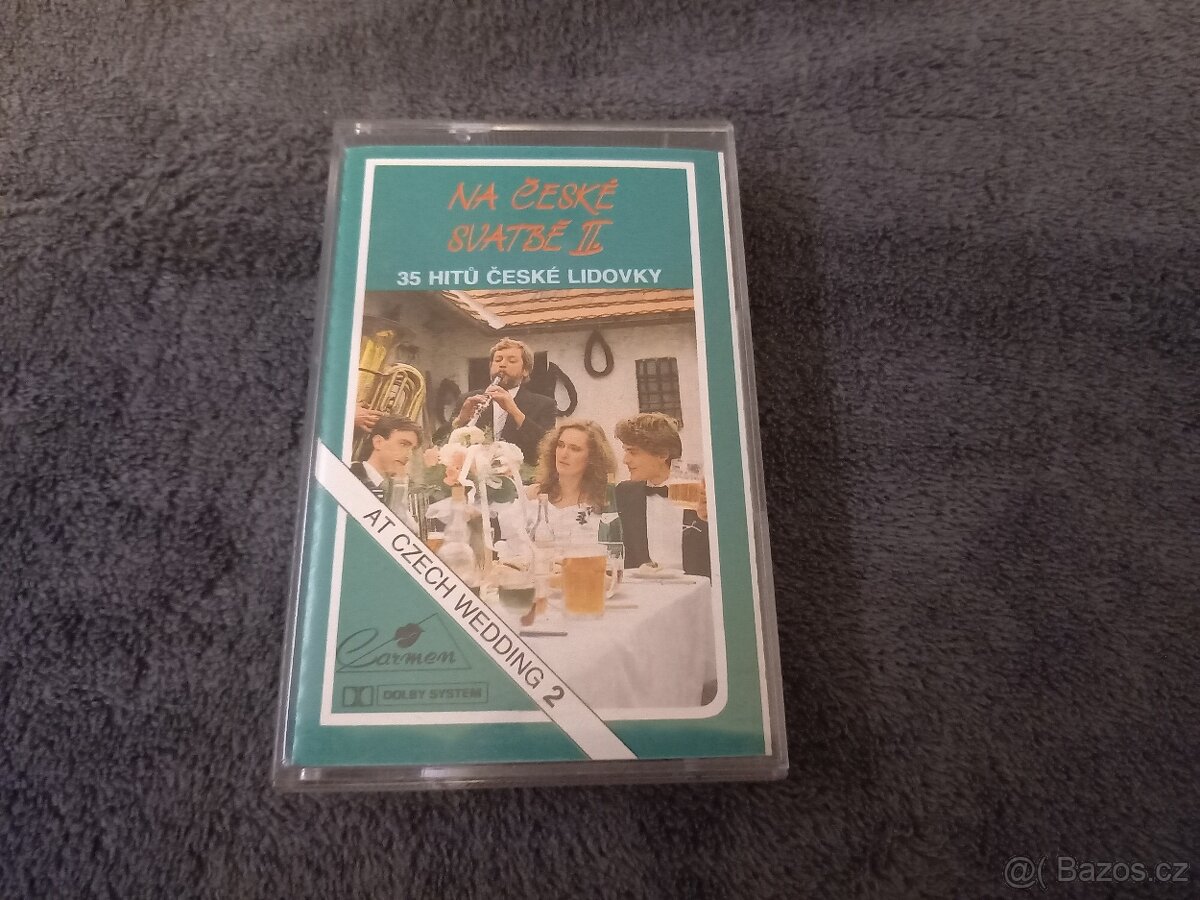 NA ČESKÉ
SVATBĚ II.
35 HITŮ ČESKÉ LIDOVKY
AT CZECH WEDDING 2
Carmen
DOLBY SYSTEM
@( Bazos.cz